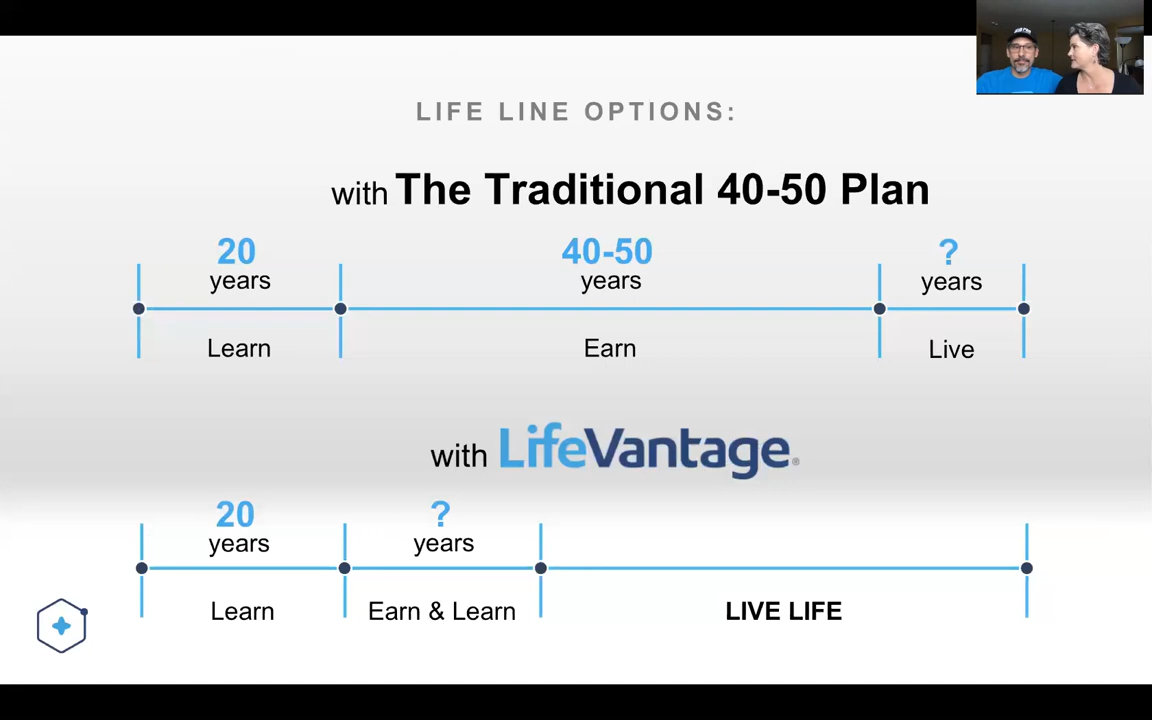 LIFE LINE OPTIONS:
with The Traditional 40-50 Plan
20 40-50 ?
years years years
Learn Earn Live
with LifeVantage®
20 ?
years years
Learn Earn & Learn LIVE LIFE